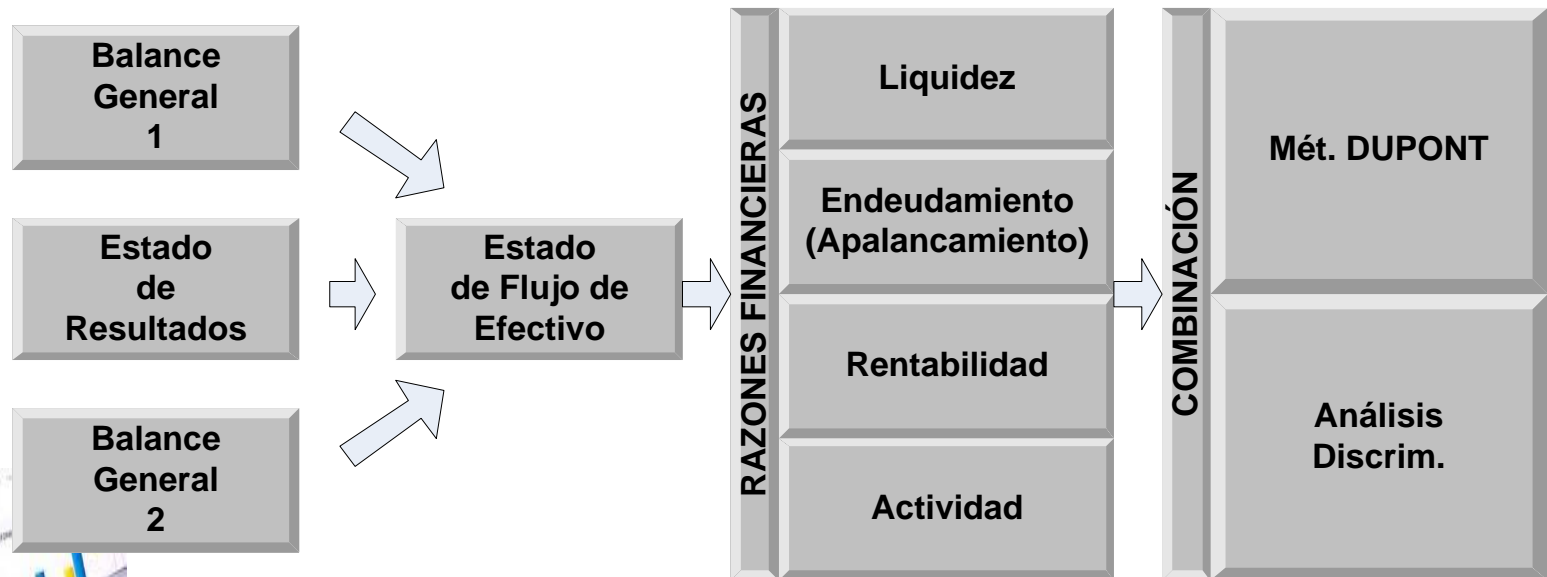 Balance
General
1
Estado
de
Resultados
Balance
General
2
Estado
de Flujo de
Efectivo
RAZONES FINANCIERAS
Liquidez
Endeudamiento
(Apalancamiento)
Rentabilidad
Actividad
COMBINACIÓN
Mét. DUPONT
Análisis
Discrim.